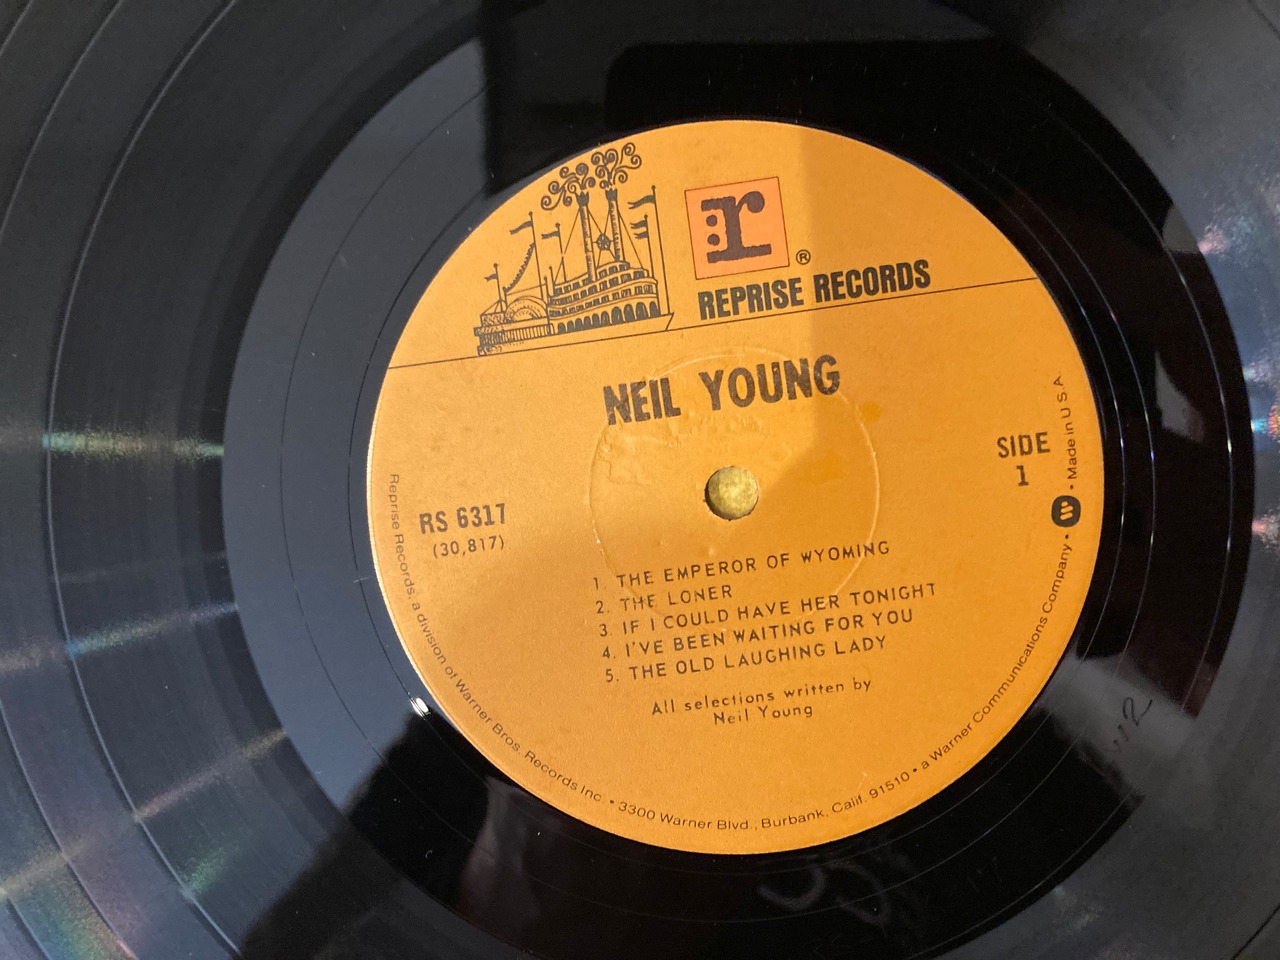 r
®
REPRISE RECORDS
NEIL YOUNG
SIDE
1
RS 6317
(30,817)
1. THE EMPEROR OF WYOMING
2. THE LONER
3. IF I COULD HAVE HER TONIGHT
4. I'VE BEEN WAITING FOR YOU
5. THE OLD LAUGHING LADY
All selections written by
Neil Young
Reprise Records, a division of Warner Bros. Records Inc. • 3300 Warner Blvd., Burbank, Calif. 91510 • a Warner Communications Company • Made in U.S.A.